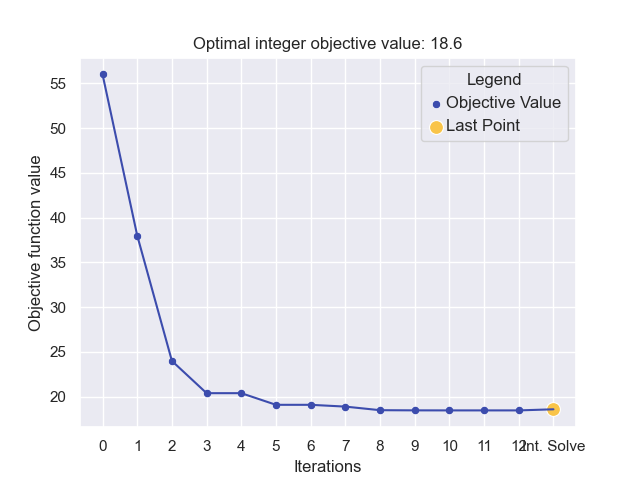 Optimal integer objective value: 18.6
Legend
Objective Value
Last Point
Objective function value
55
50
45
40
35
30
25
20
0 1 2 3 4 5 6 7 8 9 10 11 12 Int. Solve
Iterations